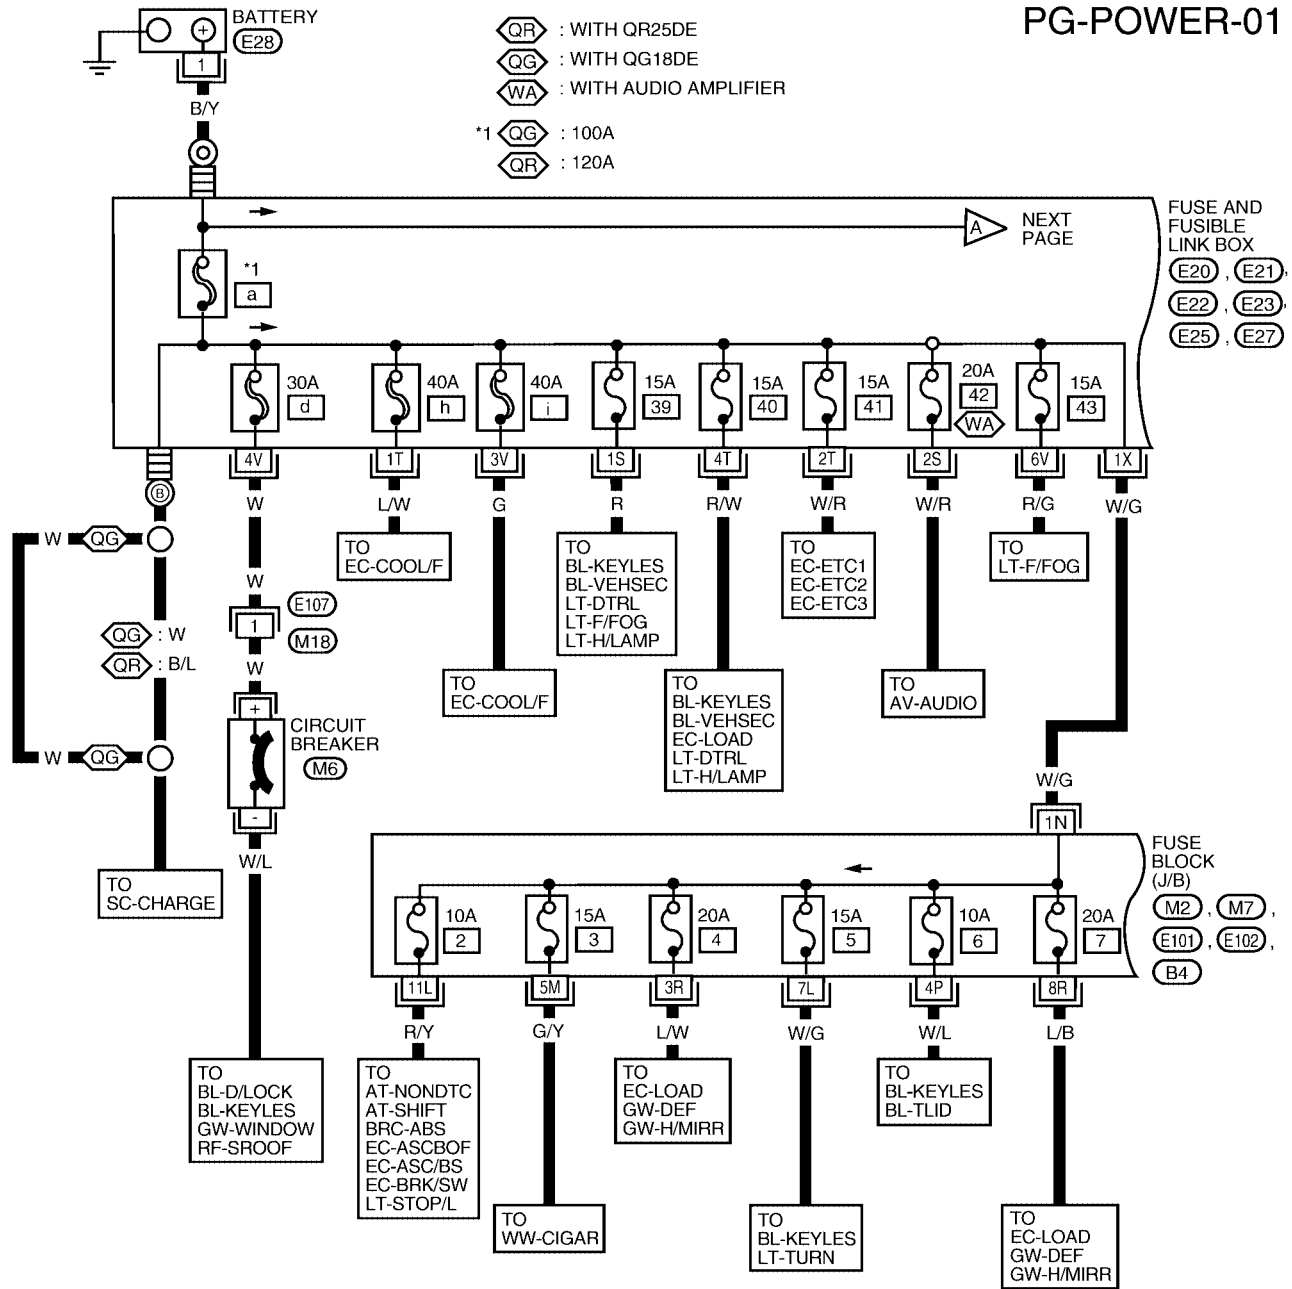 PG-POWER-01
BATTERY
E28
+
1
B/Y
QR : WITH QR25DE
QG : WITH QG18DE
WA : WITH AUDIO AMPLIFIER
*1 QG : 100A
QR : 120A
A
NEXT
PAGE
FUSE AND
FUSIBLE
LINK BOX
E20 , E21 ,
E22 , E23 ,
E25 , E27
*1
a
30A
d
40A
h
40A
i
15A
39
15A
40
15A
41
20A
42
WA
15A
43
4V
1T
3V
1S
4T
2T
2S
6V
1X
B
W
L/W
G
R
R/W
W/R
W/R
R/G
W/G
W QG
QG : W
QR : B/L
W QG
TO
SC-CHARGE
W
1
E107
M18
W
+
CIRCUIT
BREAKER
M6
-
W/L
TO
BL-D/LOCK
BL-KEYLES
GW-WINDOW
RF-SROOF
TO
EC-COOL/F
TO
EC-COOL/F
TO
BL-KEYLES
BL-VEHSEC
LT-DTRL
LT-F/FOG
LT-H/LAMP
TO
BL-KEYLES
BL-VEHSEC
EC-LOAD
LT-DTRL
LT-H/LAMP
TO
EC-ETC1
EC-ETC2
EC-ETC3
TO
AV-AUDIO
TO
LT-F/FOG
W/G
1N
FUSE
BLOCK
(J/B)
M2 , M7 ,
E101 , E102 ,
B4
10A
2
15A
3
20A
4
15A
5
10A
6
20A
7
11L
5M
3R
7L
4P
8R
R/Y
G/Y
L/W
W/G
W/L
L/B
TO
AT-NONDTC
AT-SHIFT
BRC-ABS
EC-ASCBOF
EC-ASC/BS
EC-BRK/SW
LT-STOP/L
TO
WW-CIGAR
TO
EC-LOAD
GW-DEF
GW-H/MIRR
TO
BL-KEYLES
LT-TURN
TO
BL-KEYLES
BL-TLID
TO
EC-LOAD
GW-DEF
GW-H/MIRR